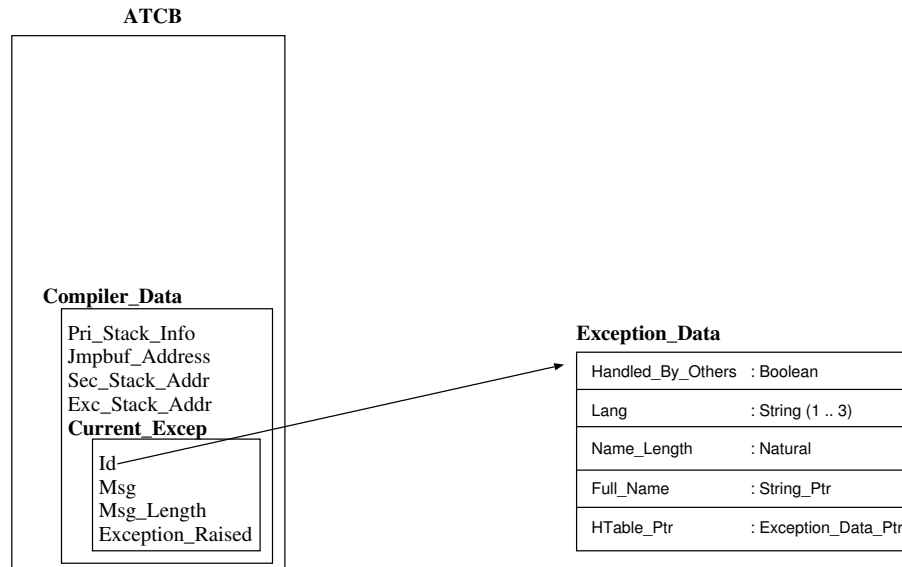 ATCB
Compiler_Data
Pri_Stack_Info
Jmpbuf_Address
Sec_Stack_Addr
Exc_Stack_Addr
Current_Excep
Id
Msg
Msg_Length
Exception_Raised
Exception_Data
Handled_By_Others : Boolean
Lang : String (1 .. 3)
Name_Length : Natural
Full_Name : String_Ptr
HTable_Ptr : Exception_Data_Ptr